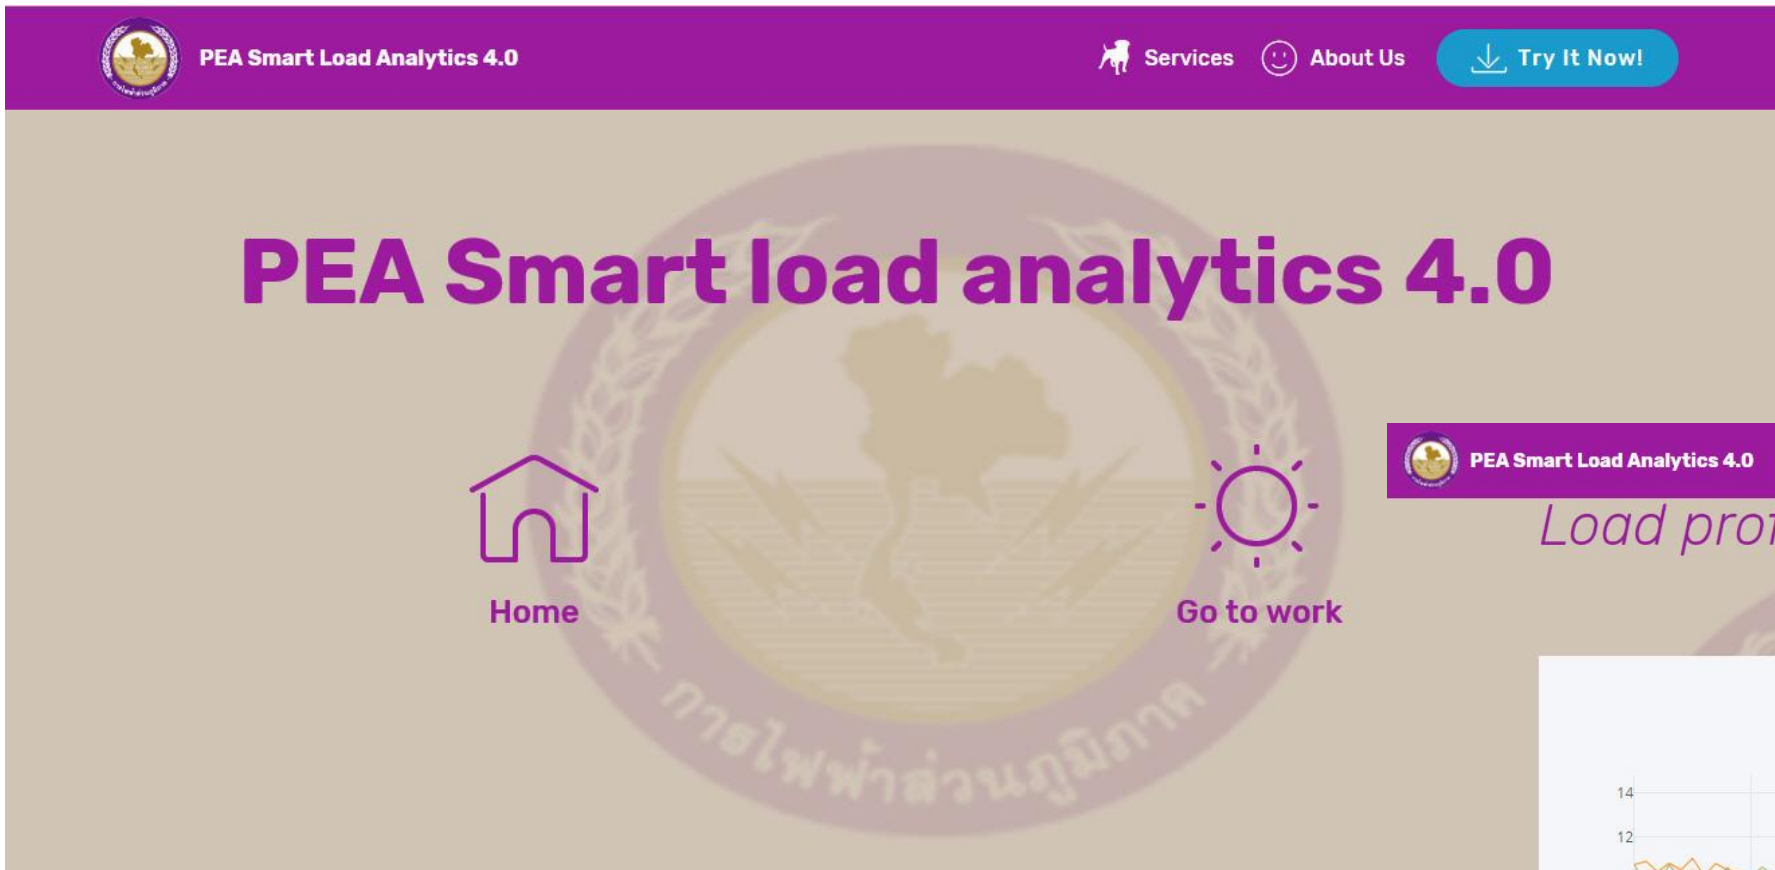 PEA Smart Load Analytics 4.0
Services
About Us
Try It Now!
PEA Smart load analytics 4.0
Home
Go to work
การไฟฟ้าส่วนภูมิภาค
PEA Smart Load Analytics 4.0
Load prof
14
12